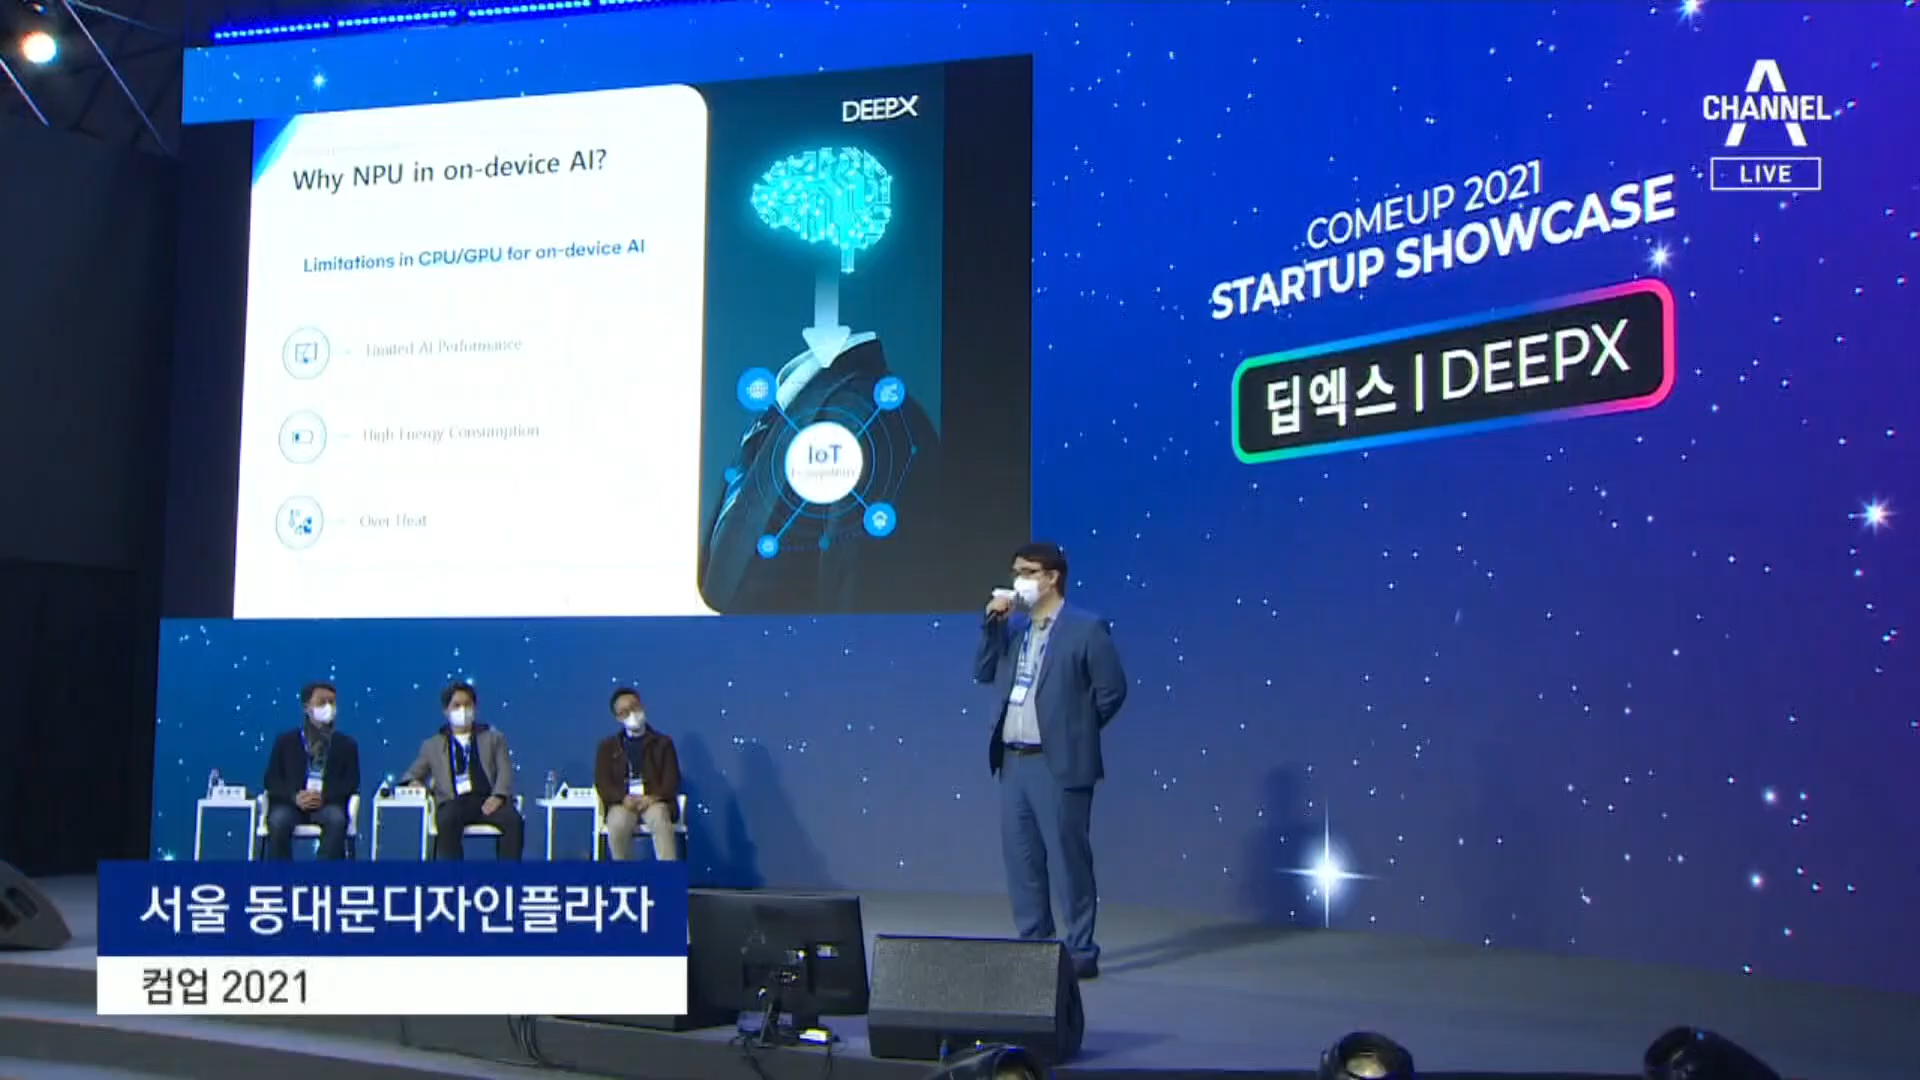 DEEPX
Why NPU in on-device AI?
Limitations in CPU/GPU for on-device AI
Limited AI Performance
High Energy Consumption
Over Heat
IoT
CHANNEL A
LIVE
COMEUP 2021
STARTUP SHOWCASE
딥엑스 | DEEPX
서울 동대문디자인플라자
컴업 2021